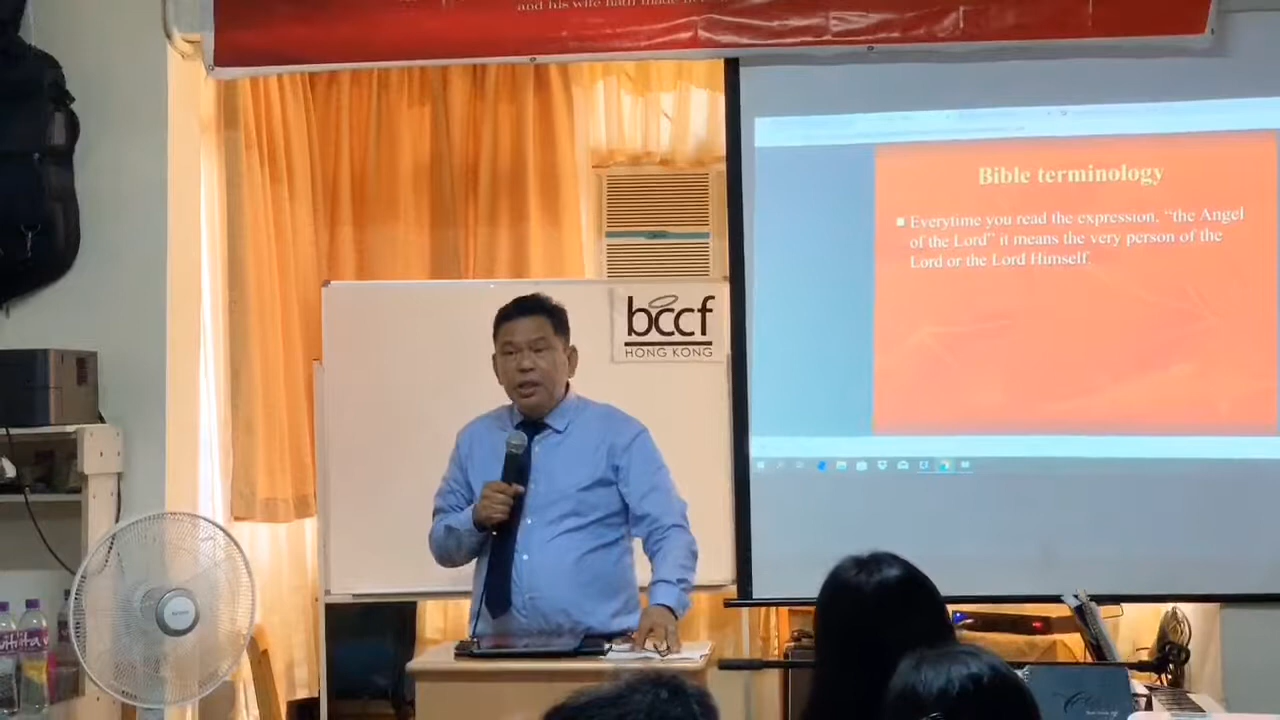 and his wife hath made
Bible terminology
Everytime you read the expression, “the Angel
of the Lord” it means the very person of the
Lord or the Lord Himself
bccf
HONG KONG